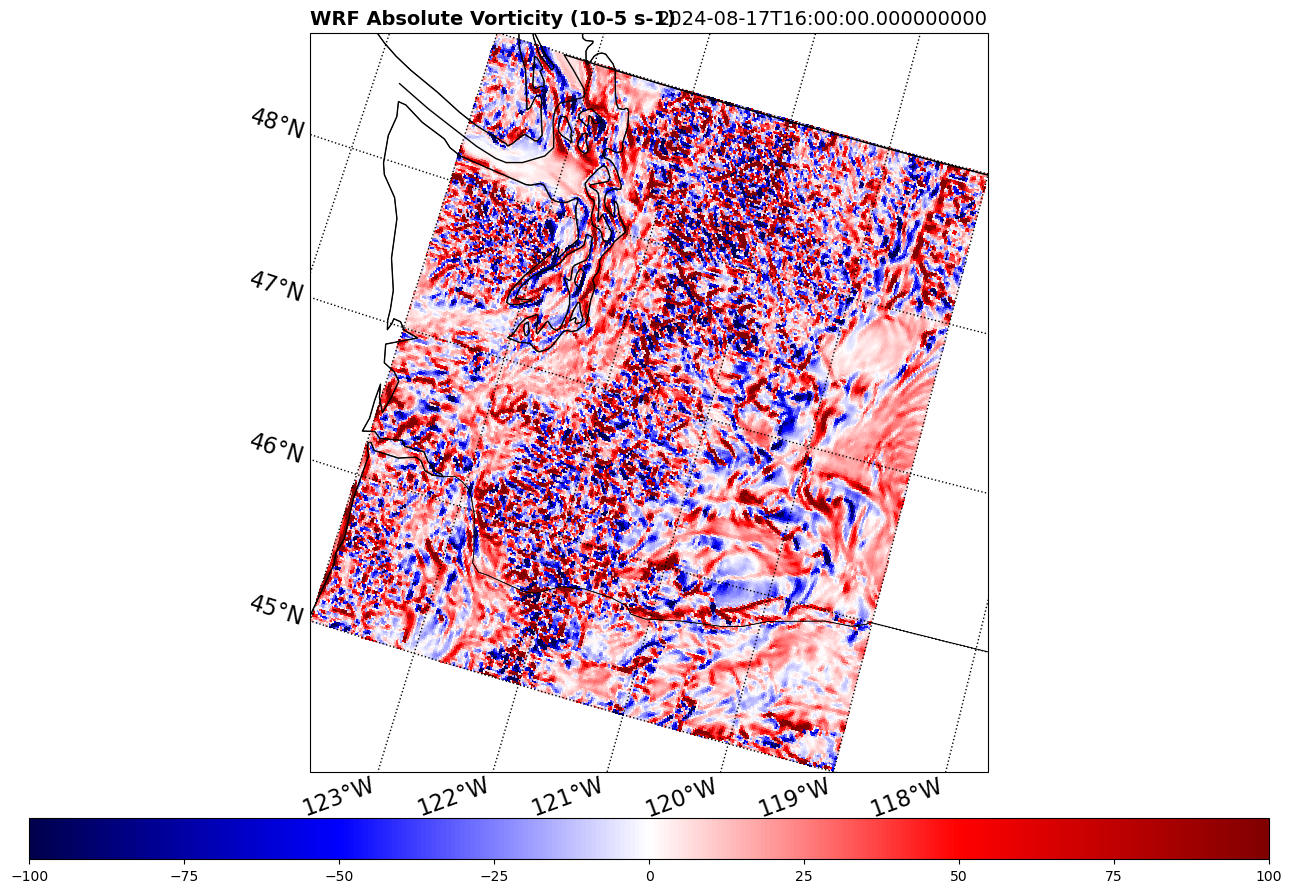 WRF Absolute Vorticity (10-5 s-1)
2024-08-17T16:00:00.000000000
48°N
47°N
46°N
45°N
123°W 122°W 121°W 120°W 119°W 118°W
−100 −75 −50 −25 0 25 50 75 100